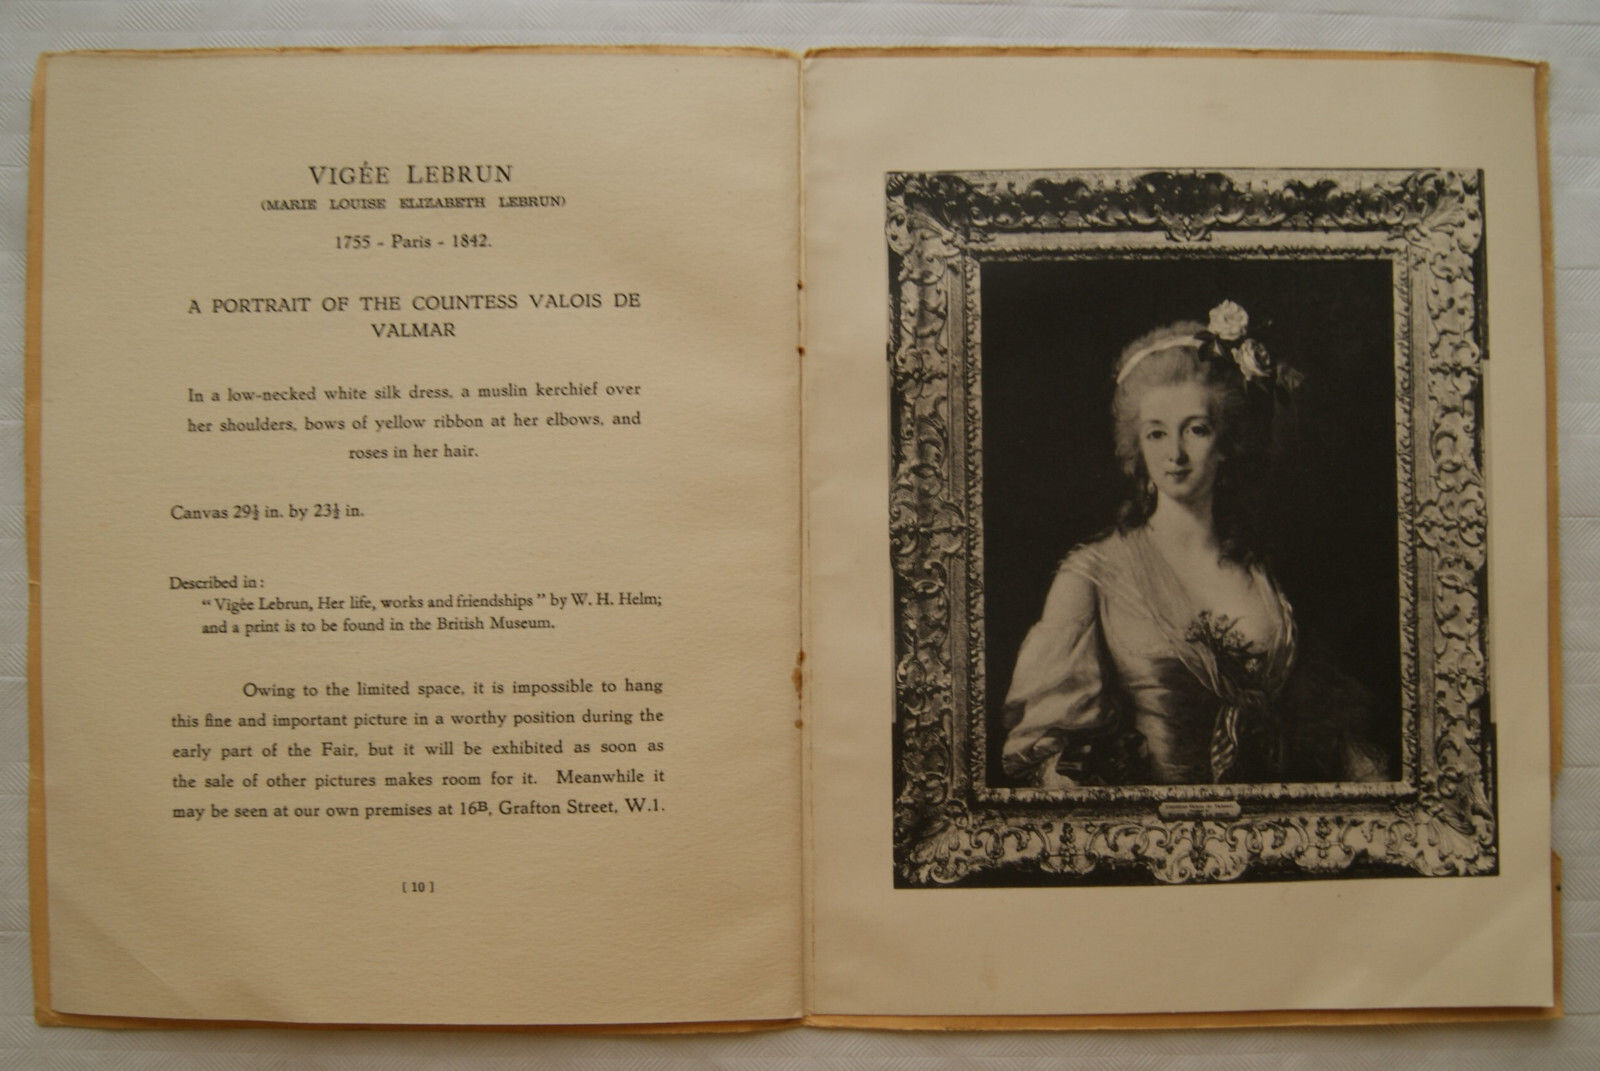 VIGÉE LEBRUN
(MARIE LOUISE ELIZABETH LEBRUN)
1755 - Paris - 1842.
A PORTRAIT OF THE COUNTESS VALOIS DE
VALMAR
In a low-necked white silk dress, a muslin kerchief over
her shoulders, bows of yellow ribbon at her elbows, and
roses in her hair.
Canvas 29½ in. by 23½ in.
Described in:
"Vigée Lebrun, Her life, works and friendships" by W. H. Helm;
and a print is to be found in the British Museum.
Owing to the limited space, it is impossible to hang
this fine and important picture in a worthy position during the
early part of the Fair, but it will be exhibited as soon as
the sale of other pictures makes room for it. Meanwhile it
may be seen at our own premises at 16B, Grafton Street, W.1.
[ 10 ]